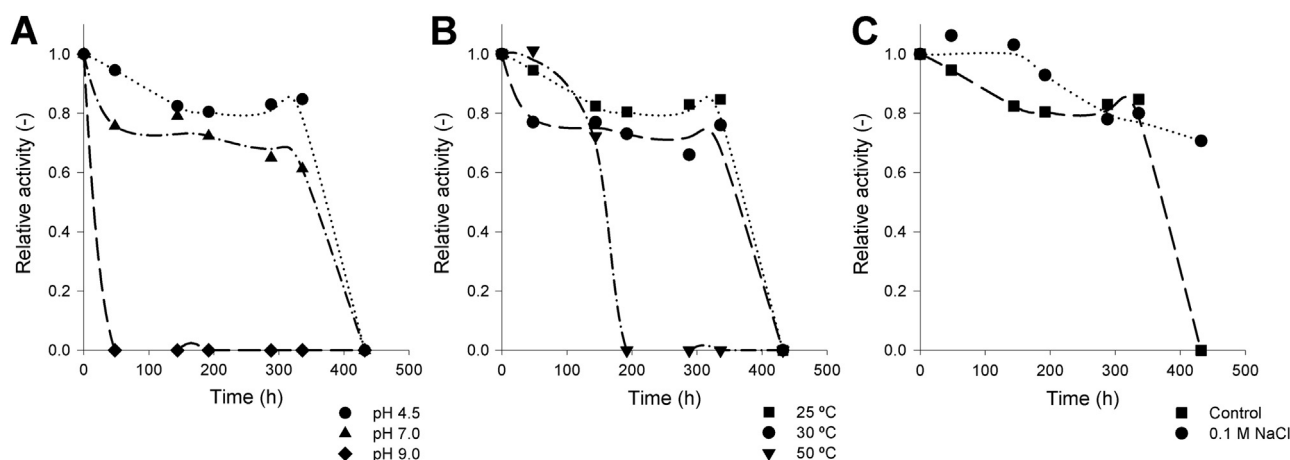 A
Relative activity (-)
1.0
0.8
0.6
0.4
0.2
0.0
0 100 200 300 400 500
Time (h)
pH 4.5
pH 7.0
pH 9.0
B
Relative activity (-)
1.0
0.8
0.6
0.4
0.2
0.0
0 100 200 300 400 500
Time (h)
25 ºC
30 ºC
50 ºC
C
Relative activity (-)
1.0
0.8
0.6
0.4
0.2
0.0
0 100 200 300 400 500
Time (h)
Control
0.1 M NaCl